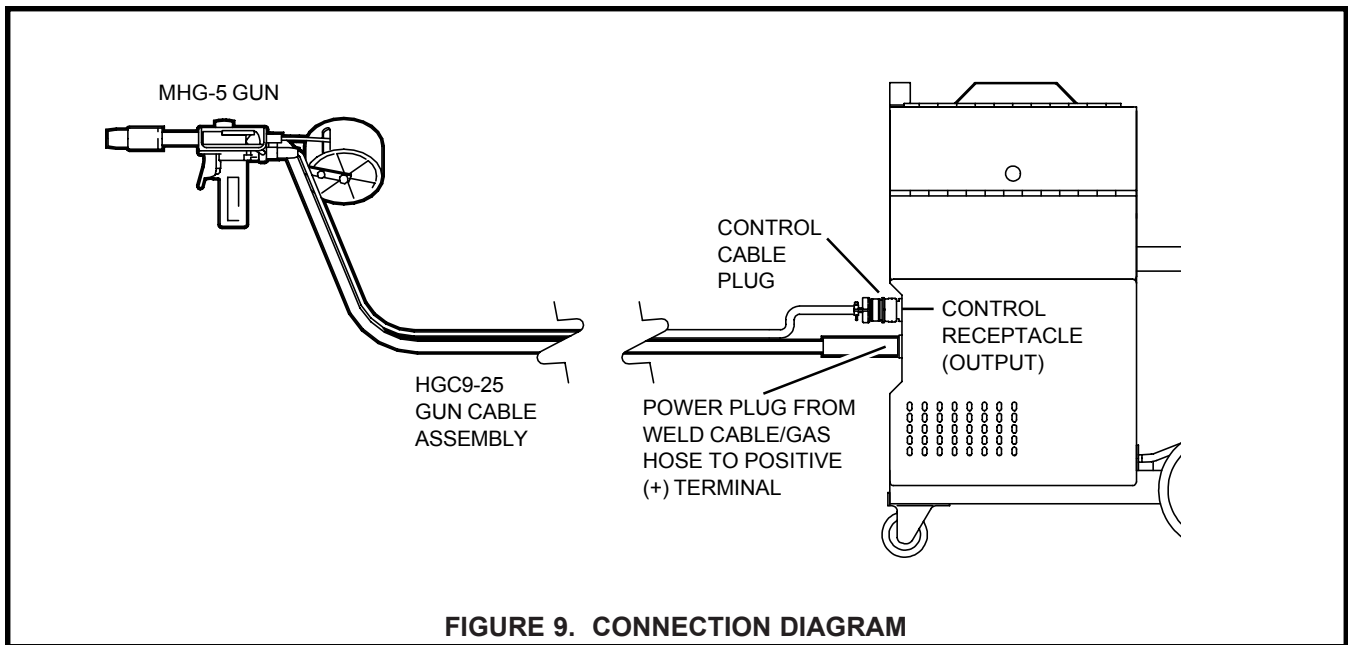 MHG-5 GUN
CONTROL
CABLE
PLUG
CONTROL
RECEPTACLE
(OUTPUT)
HGC9-25
GUN CABLE
ASSEMBLY
POWER PLUG FROM
WELD CABLE/GAS
HOSE TO POSITIVE
(+) TERMINAL
FIGURE 9. CONNECTION DIAGRAM